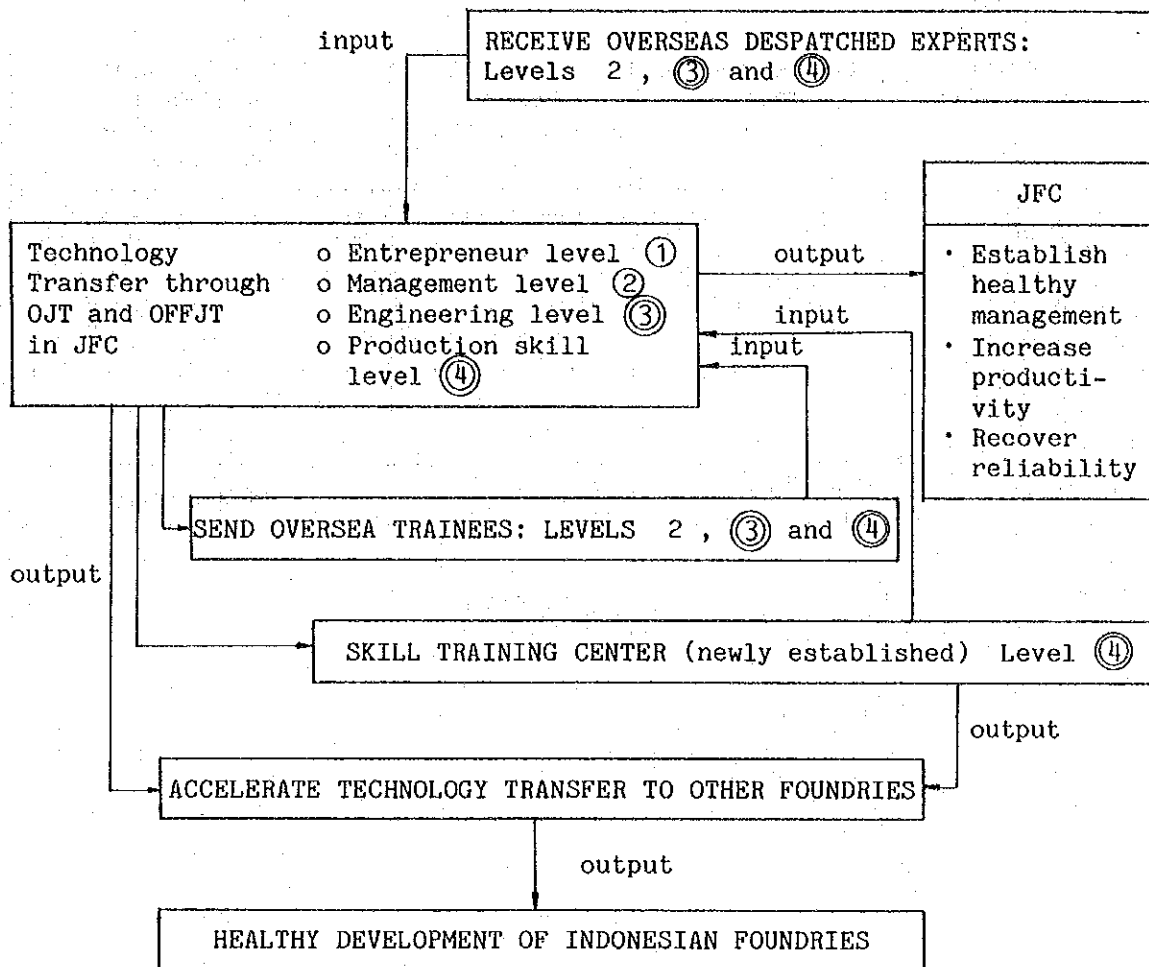 input
RECEIVE OVERSEAS DESPATCHED EXPERTS:
Levels 2 , ③ and ④
JFC
Technology
Transfer through
OJT and OFFJT
in JFC
o Entrepreneur level ①
o Management level ②
o Engineering level ③
o Production skill
level ④
output
input
input
· Establish
healthy
management
· Increase
producti-
vity
· Recover
reliability
SEND OVERSEA TRAINEES: LEVELS 2 , ③ and ④
output
SKILL TRAINING CENTER (newly established) Level ④
output
ACCELERATE TECHNOLOGY TRANSFER TO OTHER FOUNDRIES
output
HEALTHY DEVELOPMENT OF INDONESIAN FOUNDRIES